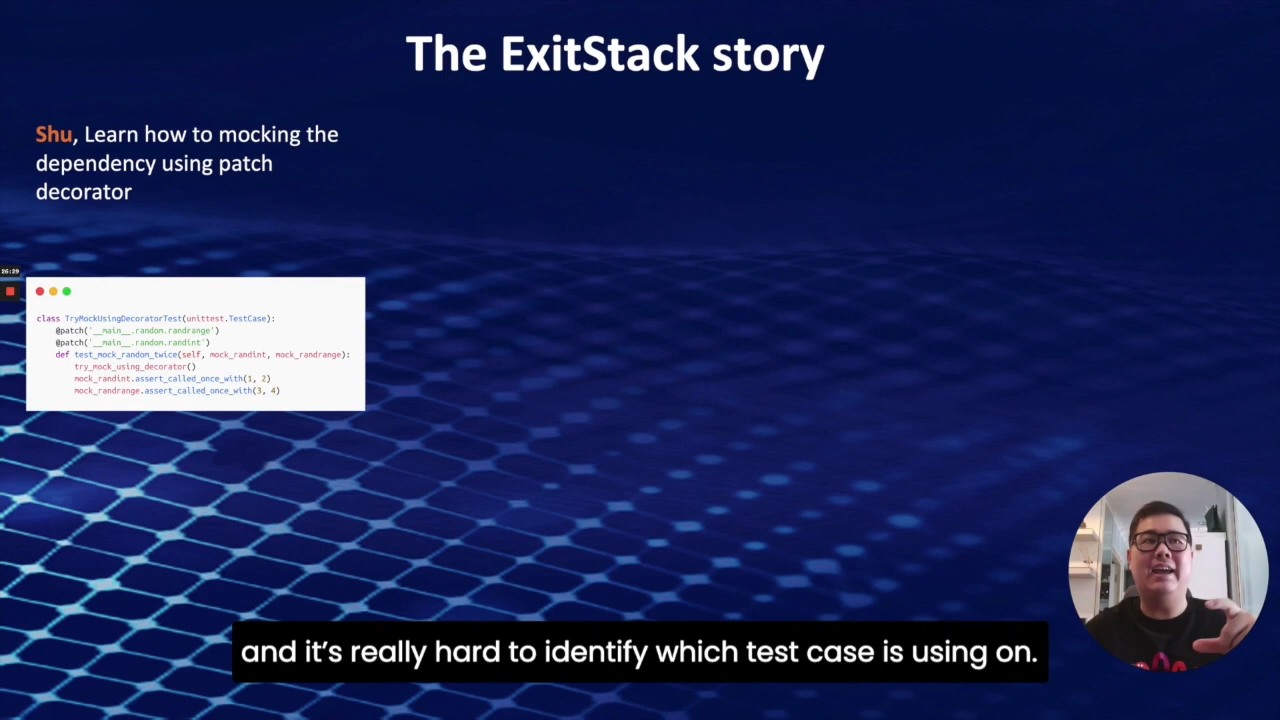 The ExitStack story
Shu, Learn how to mocking the
dependency using patch
decorator
26:29
class TryMockUsingDecoratorTest(unittest.TestCase):
@patch('__main__.random.randrange')
@patch('__main__.random.randint')
def test_mock_random_twice(self, mock_randint, mock_randrange):
try_mock_using_decorator()
mock_randint.assert_called_once_with(1, 2)
mock_randrange.assert_called_once_with(3, 4)
and it's really hard to identify which test case is using on.